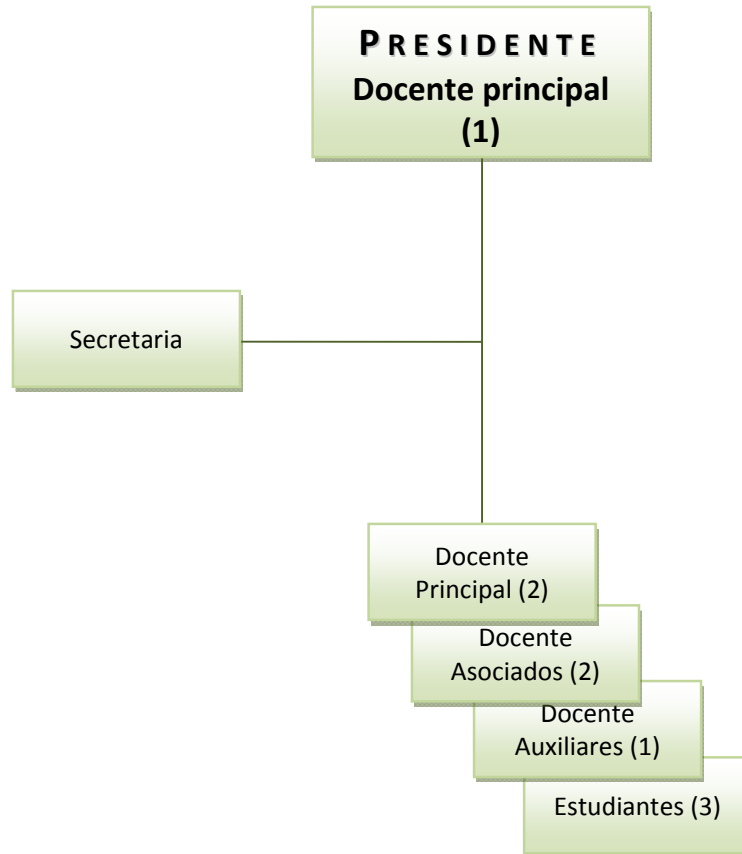 PRESIDENTE
Docente principal
(1)
Secretaria
Docente
Principal (2)
Docente
Asociados (2)
Docente
Auxiliares (1)
Estudiantes (3)